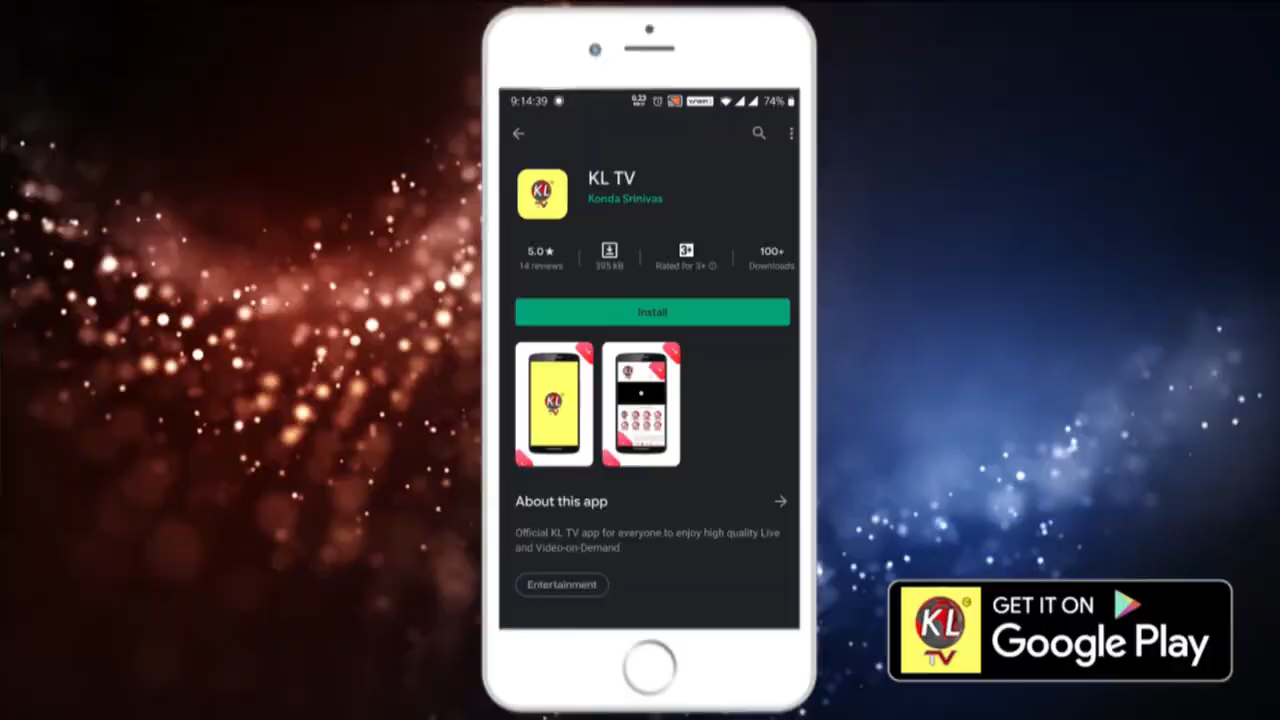 9:14:39
0.23
74%
KL TV
Konda Srinivas
5.0★
14 reviews
395 kB
3+
Rated for 3+
100+
Downloads
Install
KL
About this app
Official KL TV app for everyone to enjoy high quality Live
and Video-on-Demand.
Entertainment
KL
TV
GET IT ON
Google Play